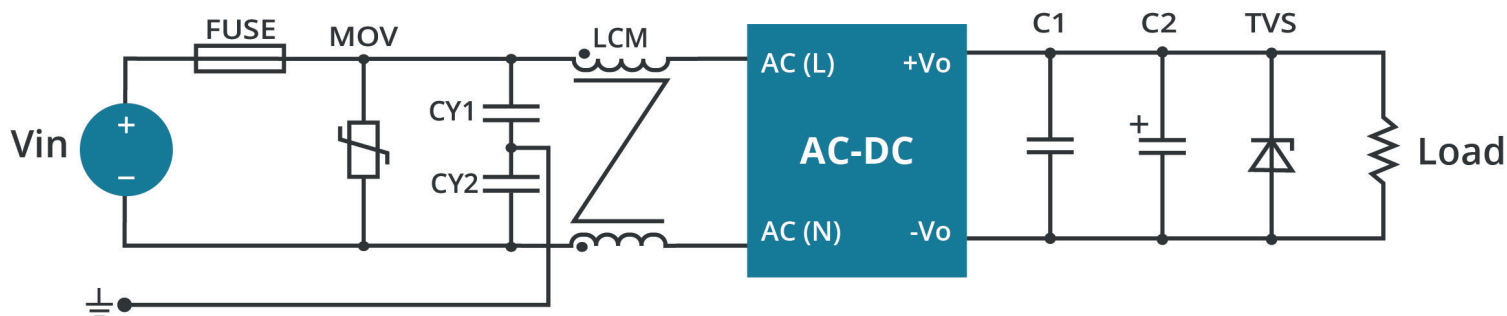 FUSE
MOV
LCM
C1
C2
TVS
AC (L)
+Vo
CY1
+
+
Vin
AC-DC
Load
−
CY2
AC (N)
-Vo